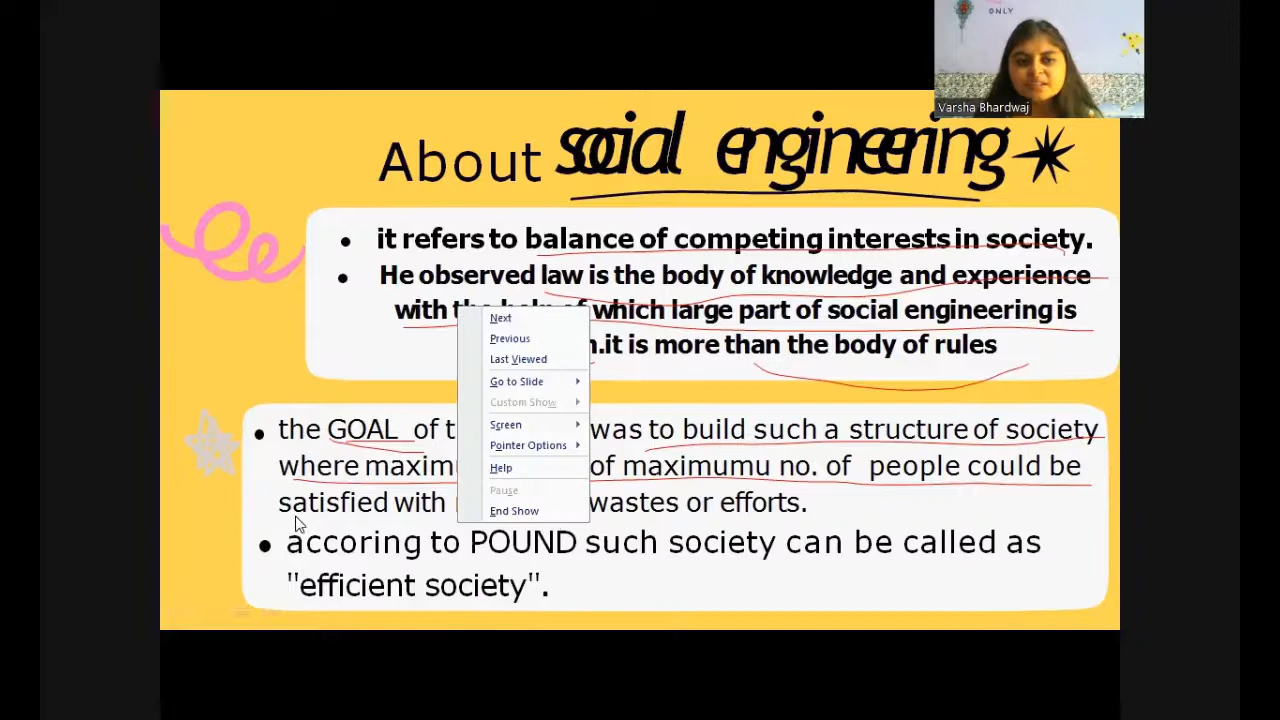 ONLY
Varsha Bhardwaj
About social engineering
• it refers to balance of competing interests in society.
• He observed law is the body of knowledge and experience
with which large part of social engineering is
.it is more than the body of rules
Next
Previous
Last Viewed
Go to Slide
Custom Show
Screen
Pointer Options
Help
Pause
End Show
• the GOAL of was to build such a structure of society
where of maximumu no. of people could be
satisfied with wastes or efforts.
• accoring to POUND such society can be called as
"efficient society".